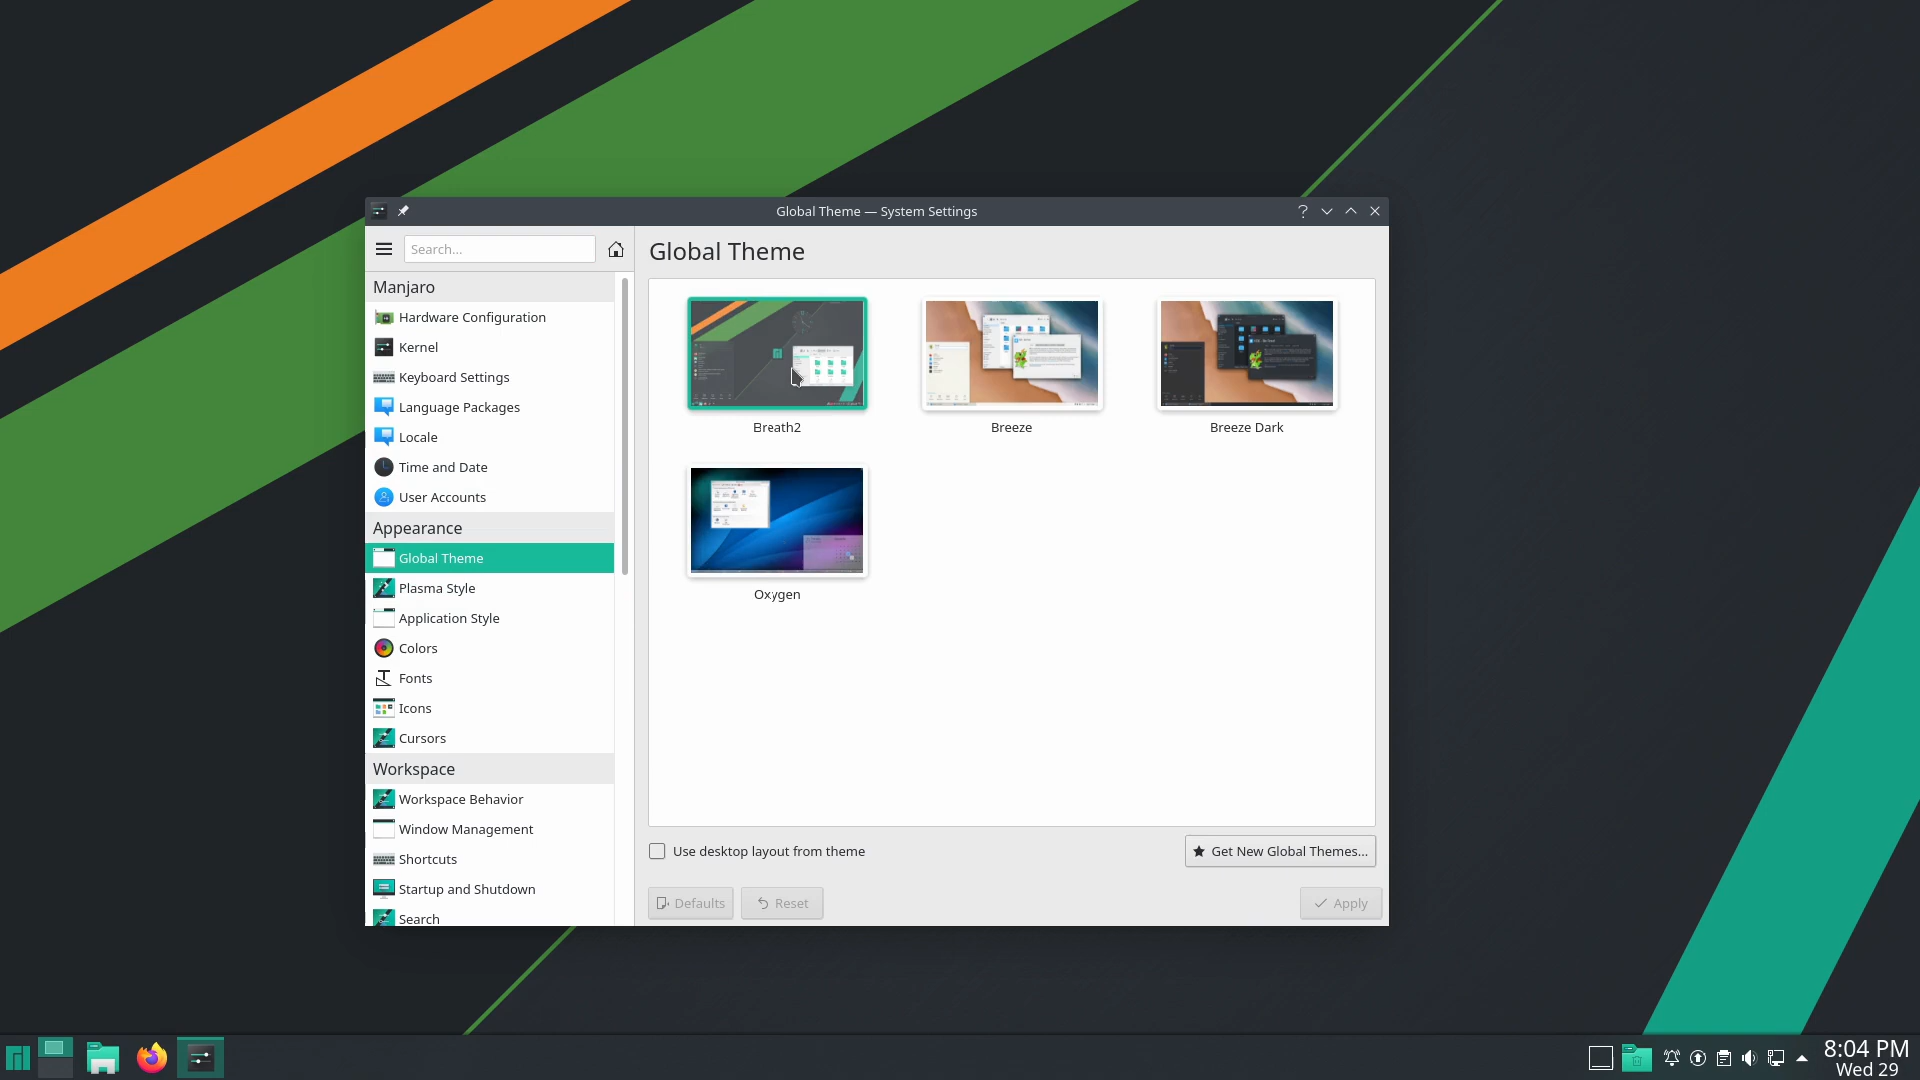 Global Theme — System Settings
Search...
Global Theme
Manjaro
Hardware Configuration
Kernel
Keyboard Settings
Language Packages
Locale
Time and Date
User Accounts
Appearance
Global Theme
Plasma Style
Application Style
Colors
Fonts
Icons
Cursors
Workspace
Workspace Behavior
Window Management
Shortcuts
Startup and Shutdown
Search
Breath2
Breeze
Breeze Dark
Oxygen
Use desktop layout from theme
Get New Global Themes...
Defaults
Reset
Apply
8:04 PM
Wed 29